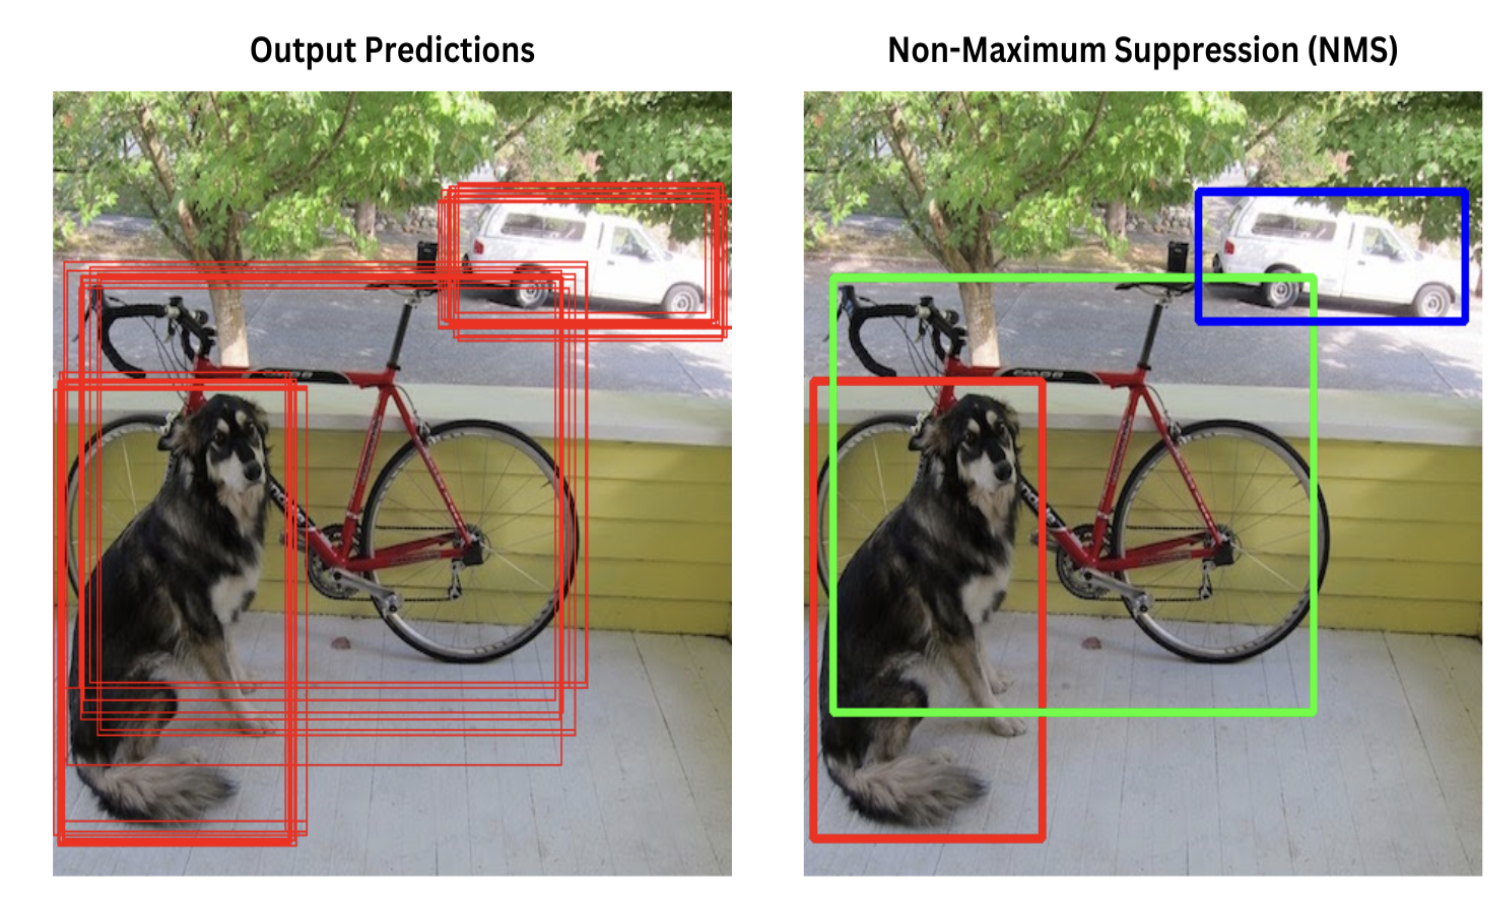 Output Predictions
Non-Maximum Suppression (NMS)